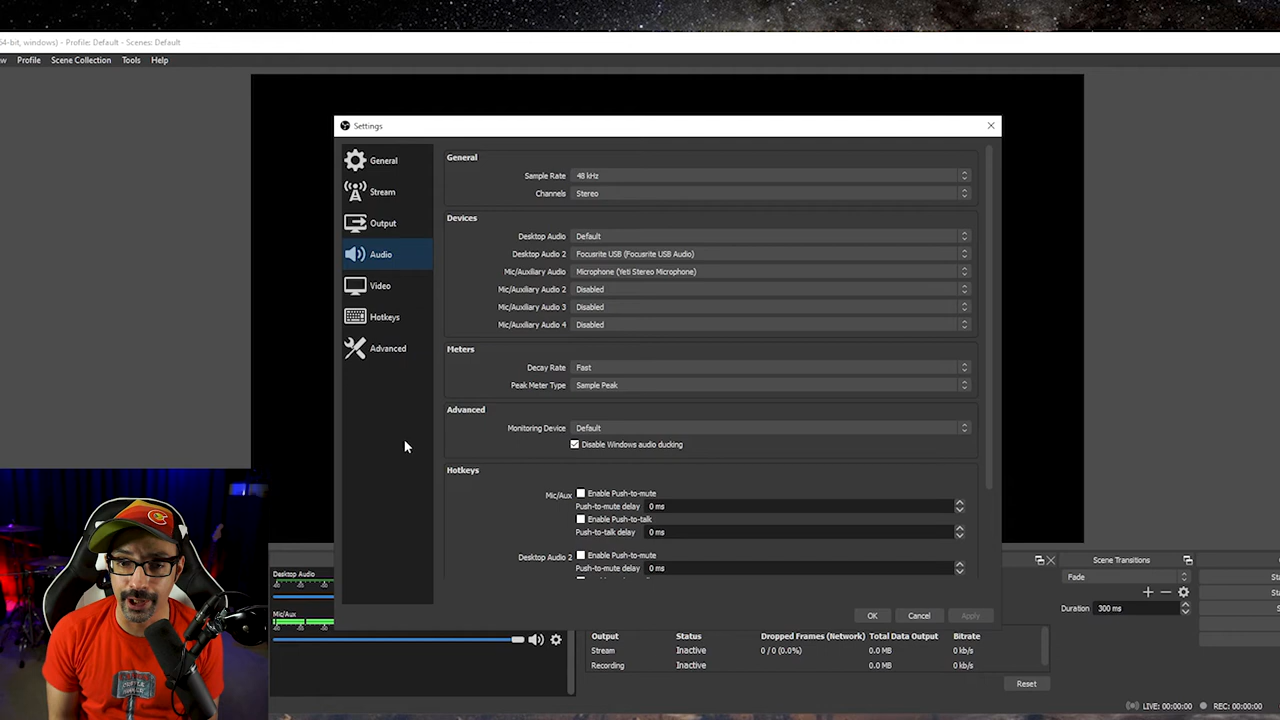 64-bit, windows) - Profile: Default - Scenes: Default
Profile Scene Collection Tools Help
Settings
General
Stream
Output
Audio
Video
Hotkeys
Advanced
General
Sample Rate 48 kHz
Channels Stereo
Devices
Desktop Audio Default
Desktop Audio 2 Focusrite USB (Focusrite USB Audio)
Mic/Auxiliary Audio Microphone (Yeti Stereo Microphone)
Mic/Auxiliary Audio 2 Disabled
Mic/Auxiliary Audio 3 Disabled
Mic/Auxiliary Audio 4 Disabled
Meters
Decay Rate Fast
Peak Meter Type Sample Peak
Advanced
Monitoring Device Default
Disable Windows audio ducking
Hotkeys
Mic/Aux Enable Push-to-mute
Push-to-mute delay 0 ms
Enable Push-to-talk
Push-to-talk delay 0 ms
Desktop Audio 2 Enable Push-to-mute
Push-to-mute delay 0 ms
OK Cancel Apply
Desktop Audio
Mic/Aux
Scene Transitions
Fade
Duration 300 ms
Output Status Dropped Frames (Network) Total Data Output Bitrate
Stream Inactive 0 / 0 (0.0%) 0.0 MB 0 kb/s
Recording Inactive 0.0 MB 0 kb/s
Reset
LIVE: 00:00:00 REC: 00:00:00